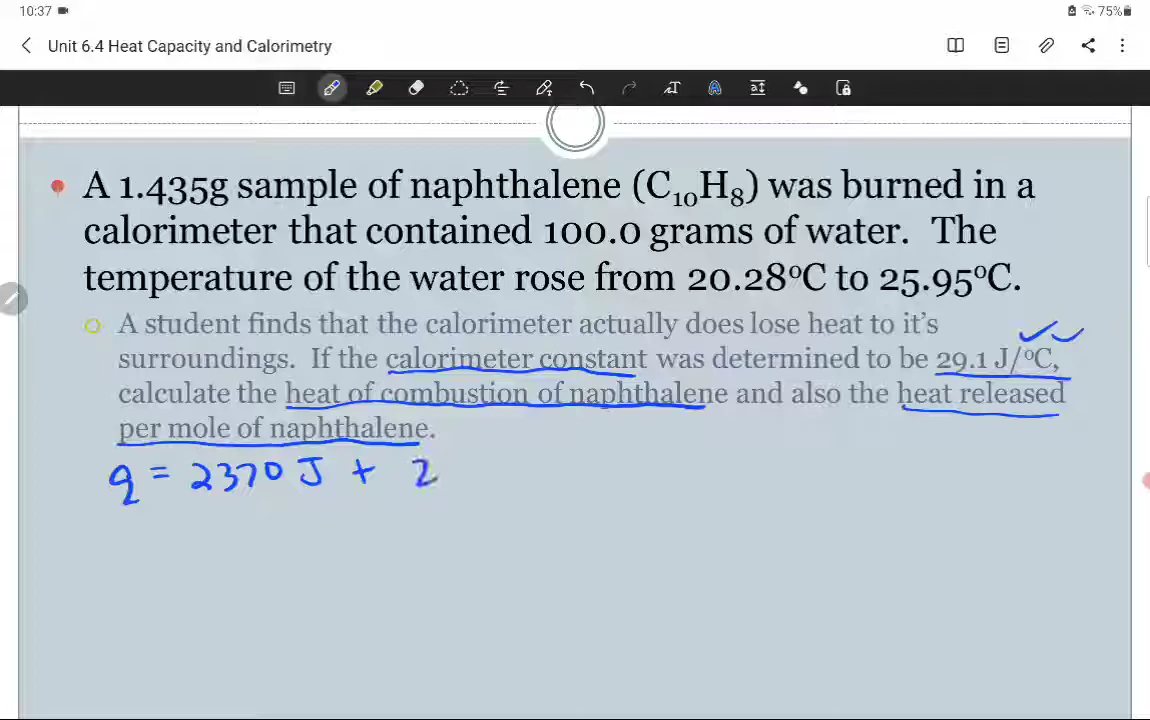 10:37 75%
Unit 6.4 Heat Capacity and Calorimetry
A 1.435g sample of naphthalene (C₁₀H₈) was burned in a
calorimeter that contained 100.0 grams of water. The
temperature of the water rose from 20.28°C to 25.95°C.
A student finds that the calorimeter actually does lose heat to it's
surroundings. If the calorimeter constant was determined to be 29.1 J/°C,
calculate the heat of combustion of naphthalene and also the heat released
per mole of naphthalene.
q = 2370 J + 2